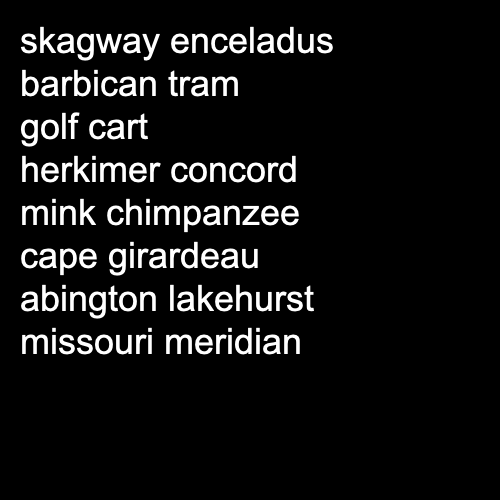 skagway enceladus
barbican tram
golf cart
herkimer concord
mink chimpanzee
cape girardeau
abington lakehurst
missouri meridian